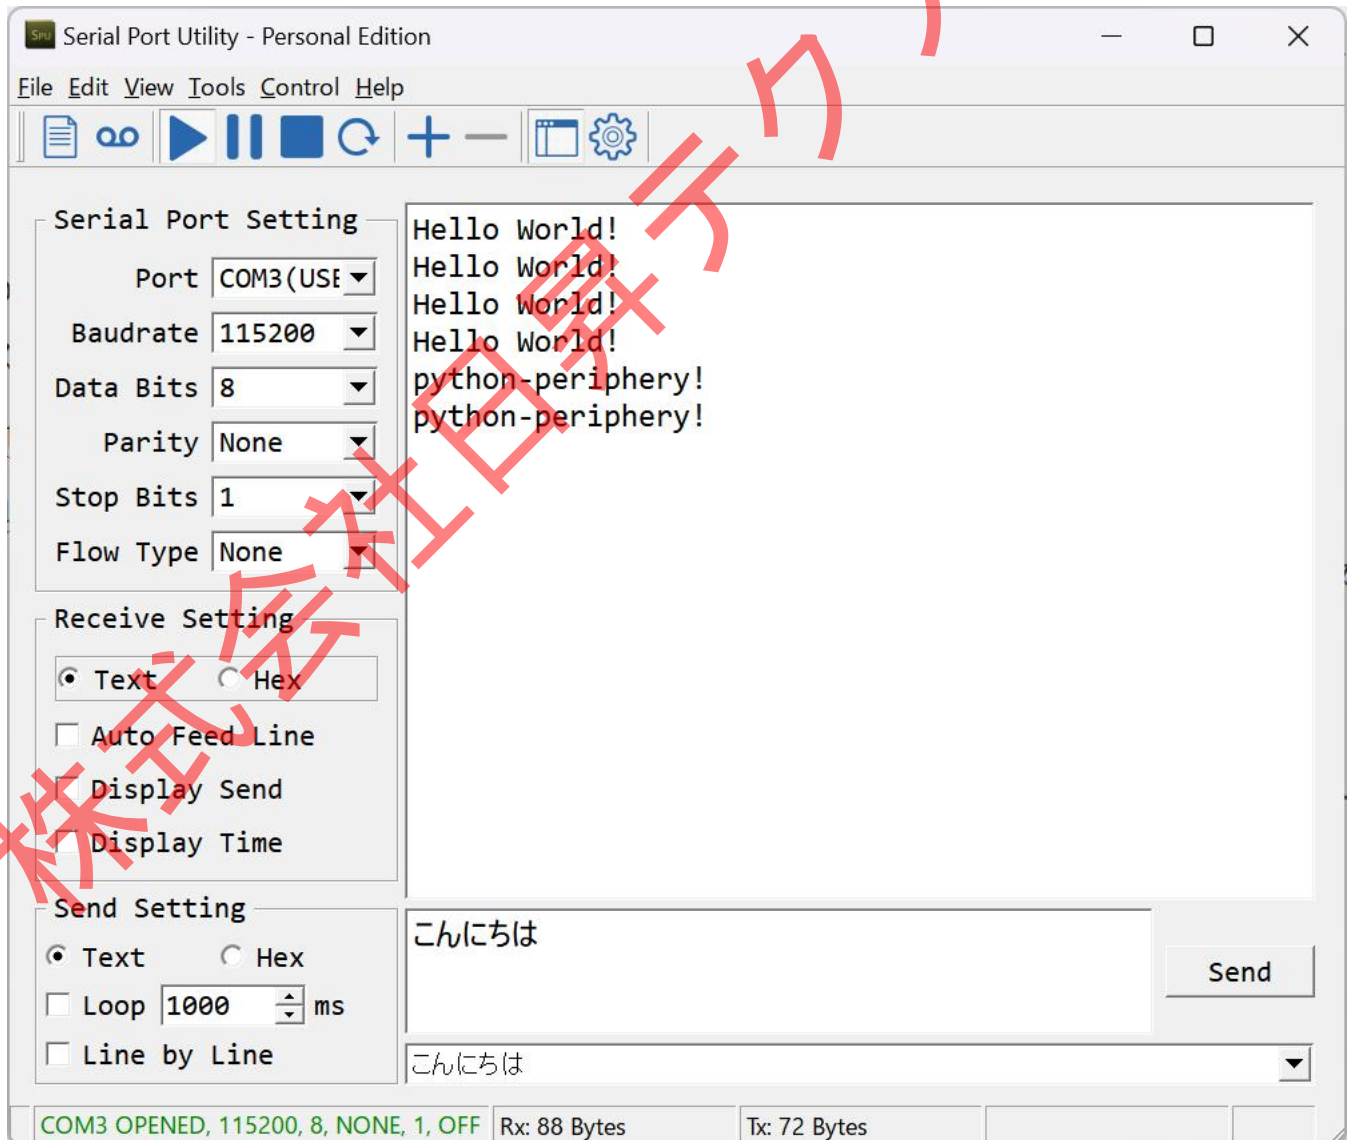 SPU Serial Port Utility - Personal Edition
File Edit View Tools Control Help
Serial Port Setting
Port COM3(USB
Baudrate 115200
Data Bits 8
Parity None
Stop Bits 1
Flow Type None
Receive Setting
Text Hex
Auto Feed Line
Display Send
Display Time
Send Setting
Text Hex
Loop 1000 ms
Line by Line
Hello World!
Hello World!
Hello World!
Hello World!
python-periphery!
python-periphery!
こんにちは
Send
こんにちは
COM3 OPENED, 115200, 8, NONE, 1, OFF Rx: 88 Bytes Tx: 72 Bytes
株式会社日昇テク